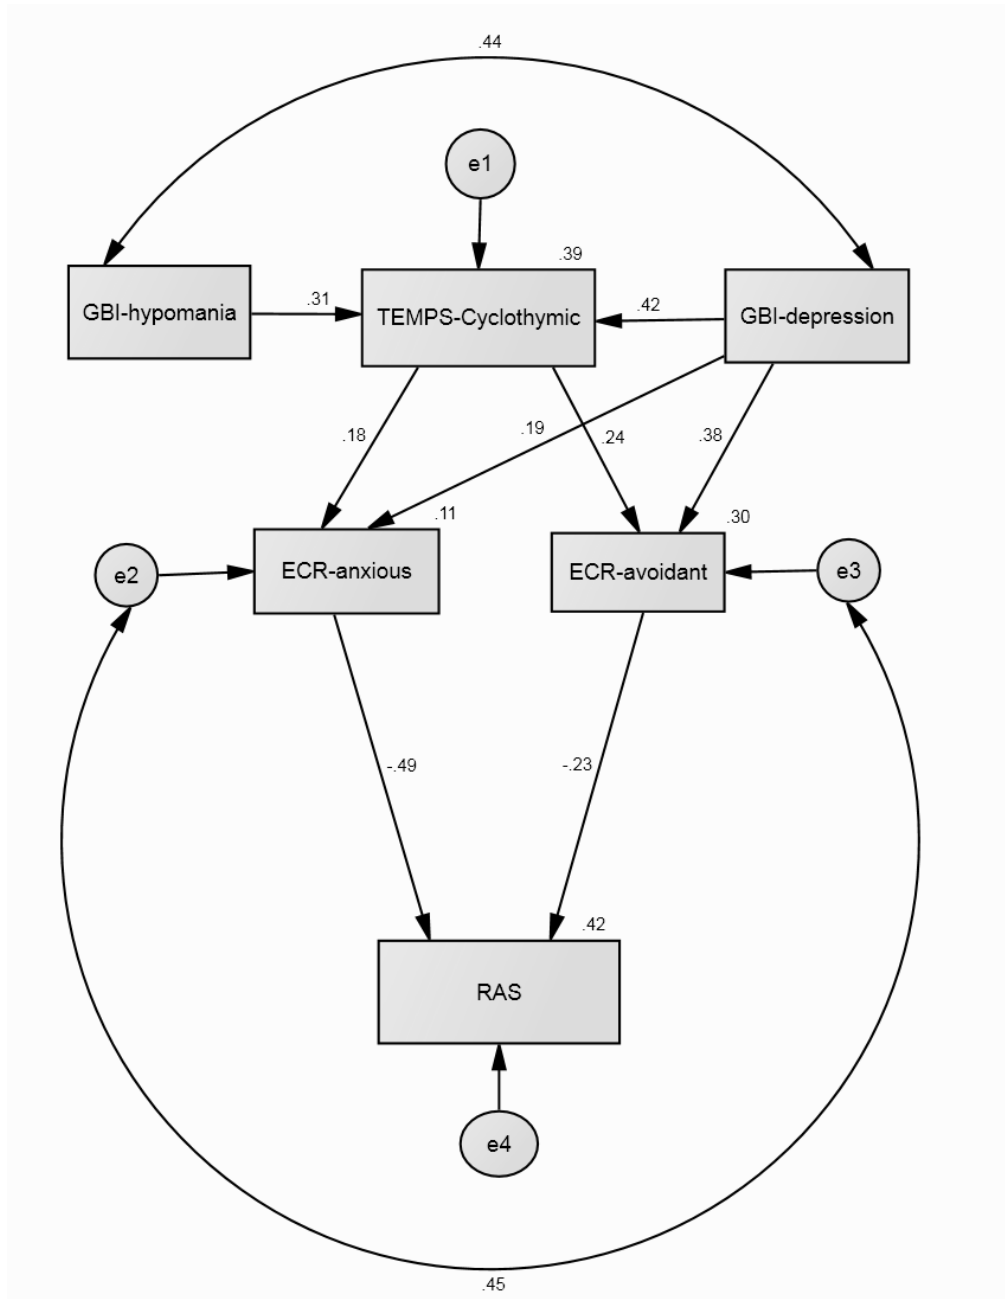 .44
e1
.39
GBI-hypomania
.31
TEMPS-Cyclothymic
.42
GBI-depression
.18
.19
.24
.38
.11
.30
e2
ECR-anxious
ECR-avoidant
e3
-.49
-.23
.42
RAS
e4
.45